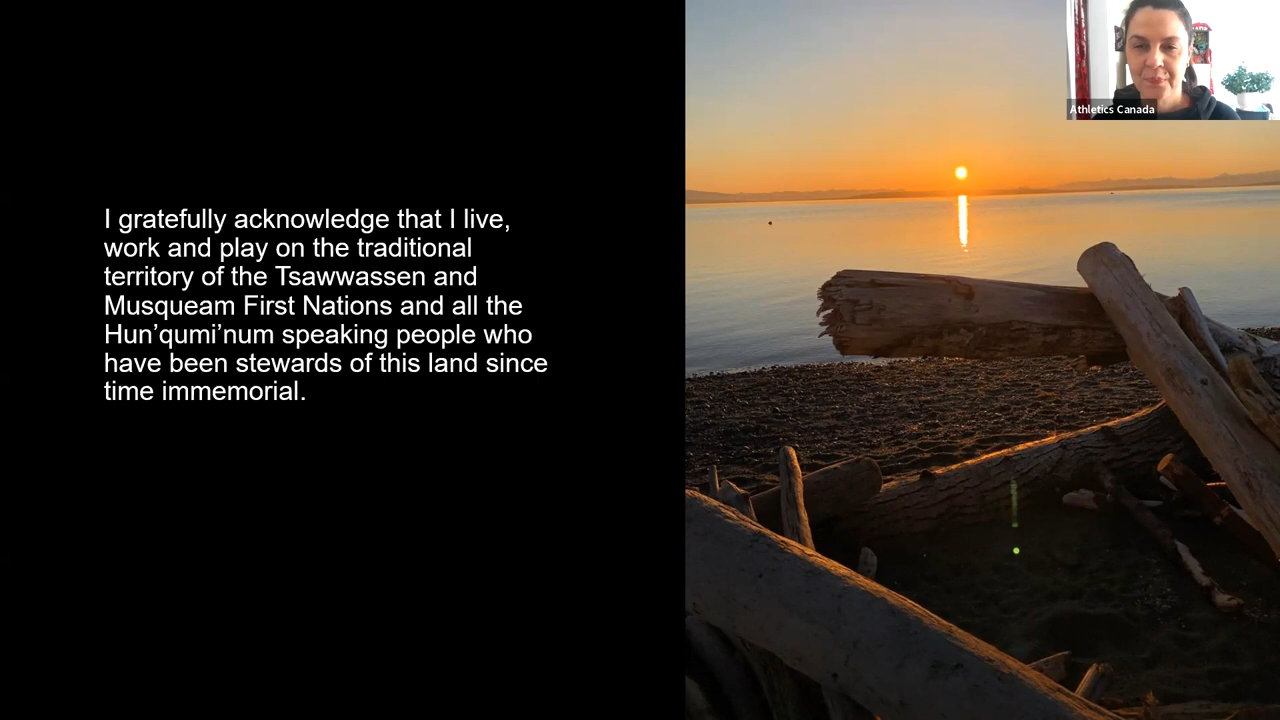 I gratefully acknowledge that I live,
work and play on the traditional
territory of the Tsawwassen and
Musqueam First Nations and all the
Hun’qumi’num speaking people who
have been stewards of this land since
time immemorial.
Athletics Canada